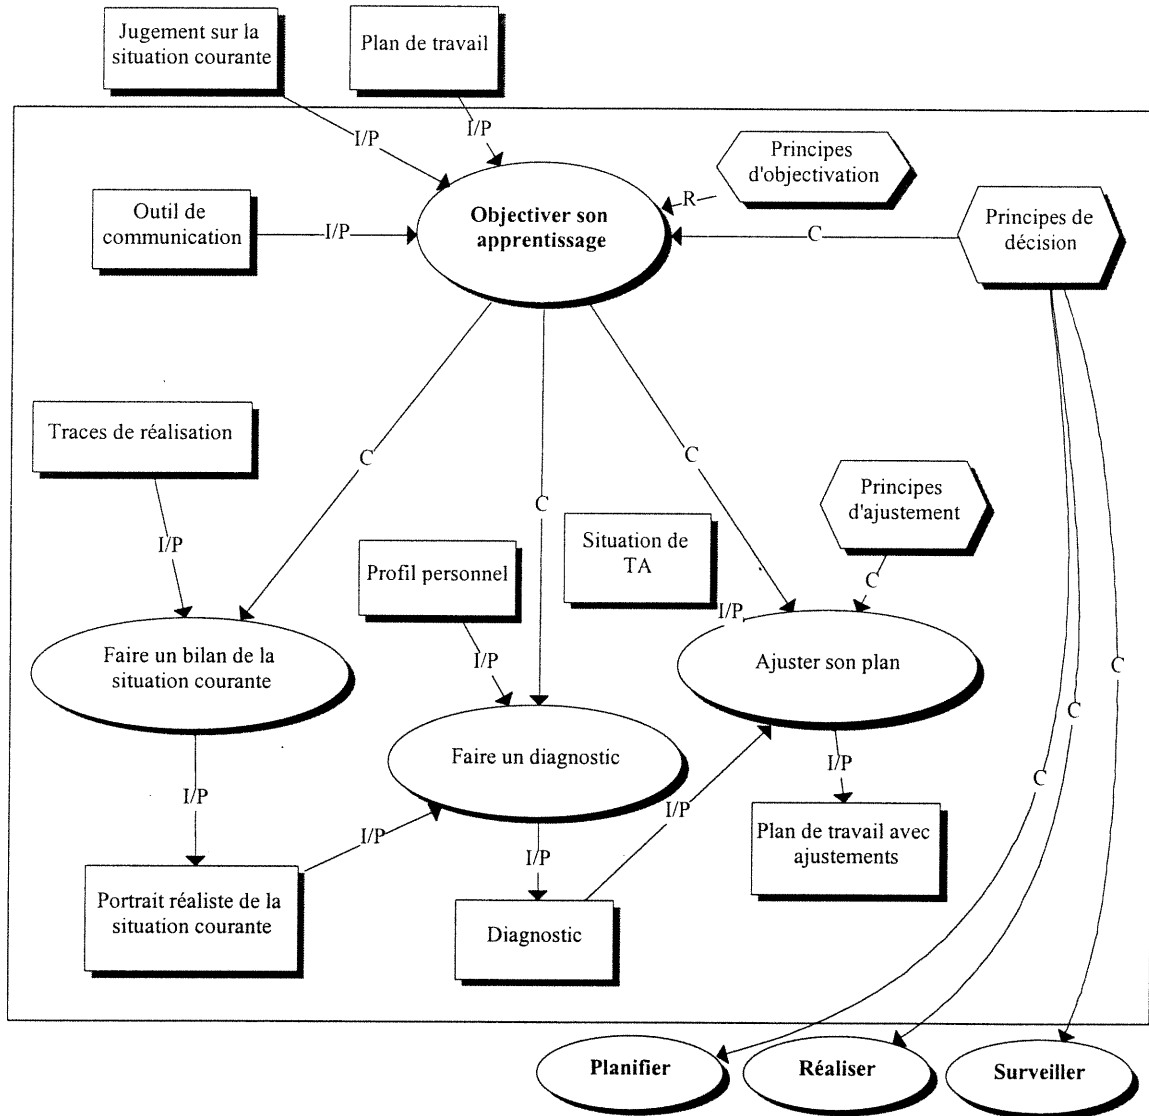 Jugement sur la
situation courante
Plan de travail
I/P
I/P
Principes
d'objectivation
Outil de
communication
I/P
Objectiver son
apprentissage
R
C
Principes de
décision
Traces de réalisation
C
C
C
Principes
d'ajustement
I/P
Situation de
TA
Profil personnel
C
I/P
I/P
Faire un bilan de la
situation courante
Ajuster son plan
C
C
Faire un diagnostic
I/P
I/P
C
I/P
I/P
I/P
Plan de travail avec
ajustements
Portrait réaliste de la
situation courante
Diagnostic
Planifier
Réaliser
Surveiller